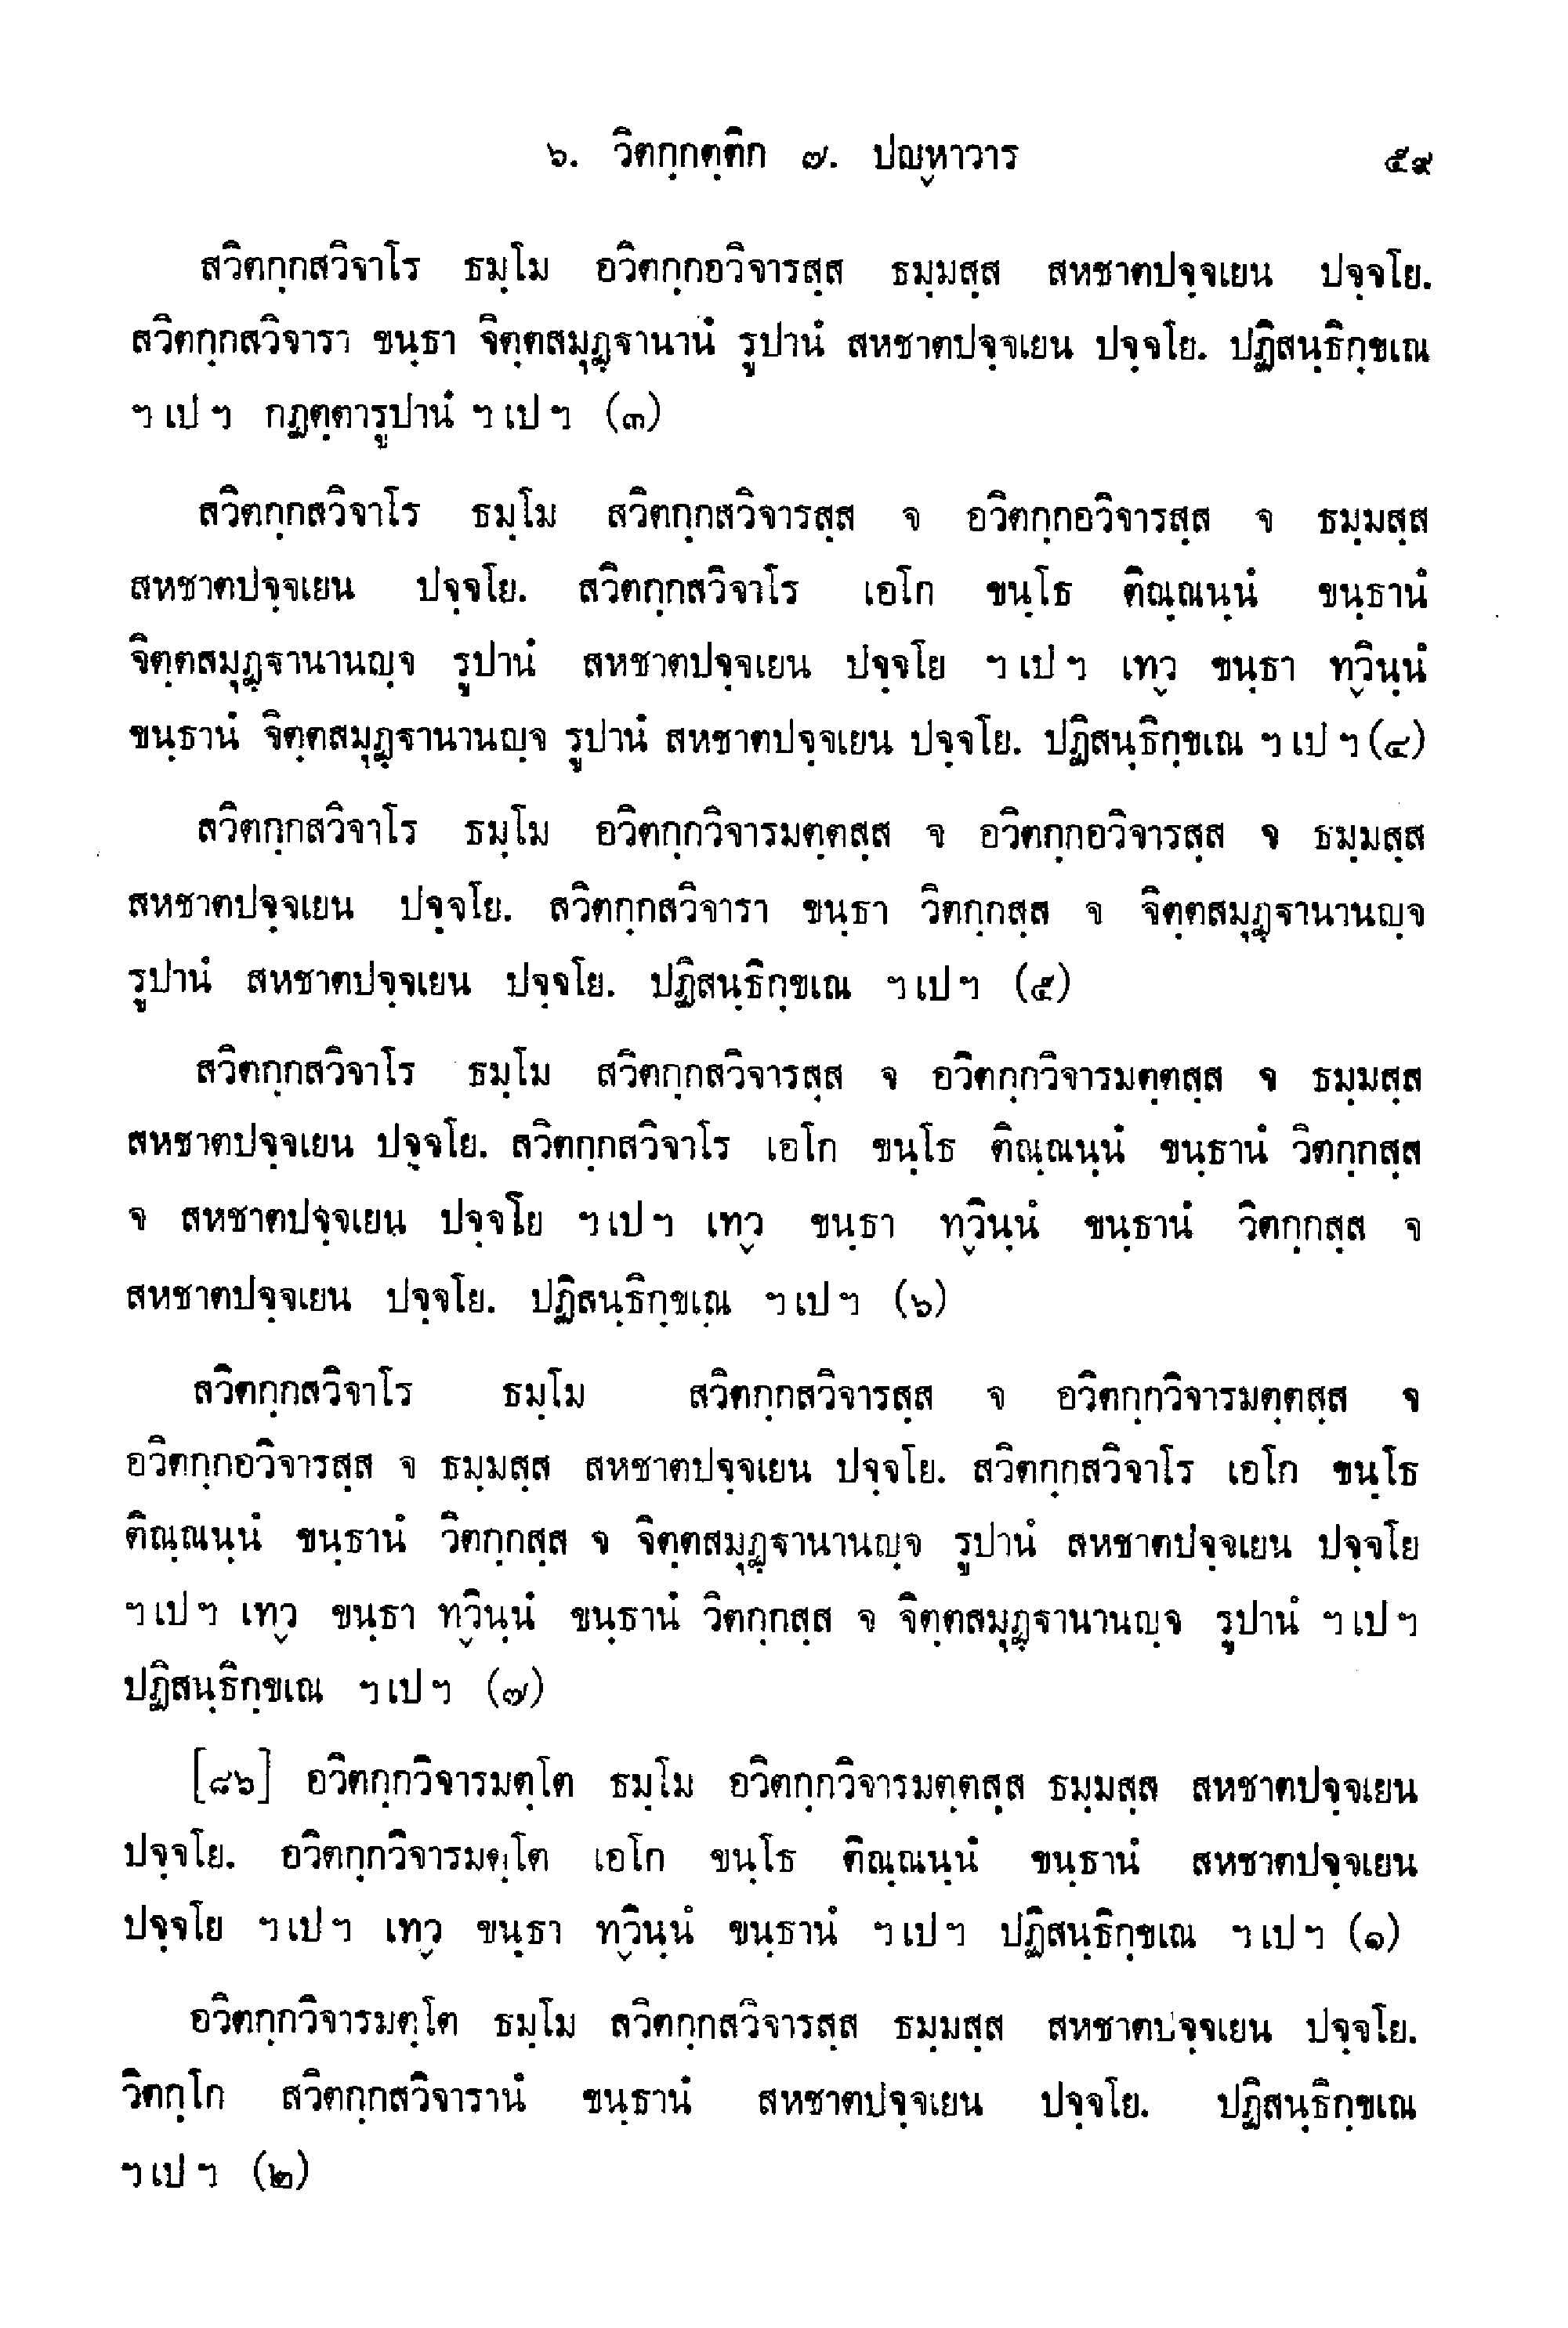 ๖. วิตกฺกตฺติก ๗. ปญฺหาวาร ๕๙
สวิตกฺกสวิจาโร ธมฺโม อวิตกฺกอวิจารสฺส ธมฺมสฺส สหชาตปจฺจเยน ปจฺจโย.
สวิตกฺกสวิจารา ขนฺธา จิตฺตสมุฏฺฐานานํ รูปานํ สหชาตปจฺจเยน ปจฺจโย. ปฏิสนฺธิกฺขเณ
ฯ เป ฯ กฏตฺตารูปานํ ฯ เป ฯ (๓)
สวิตกฺกสวิจาโร ธมฺโม สวิตกฺกสวิจารสฺส จ อวิตกฺกอวิจารสฺส จ ธมฺมสฺส
สหชาตปจฺจเยน ปจฺจโย. สวิตกฺกสวิจาโร เอโก ขนฺโธ ติณฺณนฺนํ ขนฺธานํ
จิตฺตสมุฏฺฐานานญฺจ รูปานํ สหชาตปจฺจเยน ปจฺจโย ฯ เป ฯ เทฺว ขนฺธา ทฺวินฺนํ
ขนฺธานํ จิตฺตสมุฏฺฐานานญฺจ รูปานํ สหชาตปจฺจเยน ปจฺจโย. ปฏิสนฺธิกฺขเณ ฯ เป ฯ (๔)
สวิตกฺกสวิจาโร ธมฺโม อวิตกฺกวิจารมตฺตสฺส จ อวิตกฺกอวิจารสฺส จ ธมฺมสฺส
สหชาตปจฺจเยน ปจฺจโย. สวิตกฺกสวิจารา ขนฺธา วิตกฺกสฺส จ จิตฺตสมุฏฺฐานานญฺจ
รูปานํ สหชาตปจฺจเยน ปจฺจโย. ปฏิสนฺธิกฺขเณ ฯ เป ฯ (๕)
สวิตกฺกสวิจาโร ธมฺโม สวิตกฺกสวิจารสฺส จ อวิตกฺกวิจารมตฺตสฺส จ ธมฺมสฺส
สหชาตปจฺจเยน ปจฺจโย. สวิตกฺกสวิจาโร เอโก ขนฺโธ ติณฺณนฺนํ ขนฺธานํ วิตกฺกสฺส
จ สหชาตปจฺจเยน ปจฺจโย ฯ เป ฯ เทฺว ขนฺธา ทฺวินฺนํ ขนฺธานํ วิตกฺกสฺส จ
สหชาตปจฺจเยน ปจฺจโย. ปฏิสนฺธิกฺขเณ ฯ เป ฯ (๖)
สวิตกฺกสวิจาโร ธมฺโม สวิตกฺกสวิจารสฺส จ อวิตกฺกวิจารมตฺตสฺส จ
อวิตกฺกอวิจารสฺส จ ธมฺมสฺส สหชาตปจฺจเยน ปจฺจโย. สวิตกฺกสวิจาโร เอโก ขนฺโธ
ติณฺณนฺนํ ขนฺธานํ วิตกฺกสฺส จ จิตฺตสมุฏฺฐานานญฺจ รูปานํ สหชาตปจฺจเยน ปจฺจโย
ฯ เป ฯ เทฺว ขนฺธา ทฺวินฺนํ ขนฺธานํ วิตกฺกสฺส จ จิตฺตสมุฏฺฐานานญฺจ รูปานํ ฯ เป ฯ
ปฏิสนฺธิกฺขเณ ฯ เป ฯ (๗)
[๘๖] อวิตกฺกวิจารมตฺโต ธมฺโม อวิตกฺกวิจารมตฺตสฺส ธมฺมสฺส สหชาตปจฺจเยน
ปจฺจโย. อวิตกฺกวิจารมตฺโต เอโก ขนฺโธ ติณฺณนฺนํ ขนฺธานํ สหชาตปจฺจเยน
ปจฺจโย ฯ เป ฯ เทฺว ขนฺธา ทฺวินฺนํ ขนฺธานํ ฯ เป ฯ ปฏิสนฺธิกฺขเณ ฯ เป ฯ (๑)
อวิตกฺกวิจารมตฺโต ธมฺโม สวิตกฺกสวิจารสฺส ธมฺมสฺส สหชาตปจฺจเยน ปจฺจโย.
วิตกฺโก สวิตกฺกสวิจารานํ ขนฺธานํ สหชาตปจฺจเยน ปจฺจโย. ปฏิสนฺธิกฺขเณ
ฯ เป ฯ (๒)